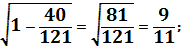 √(1 − 40/121) = √(81/121) = 9/11;